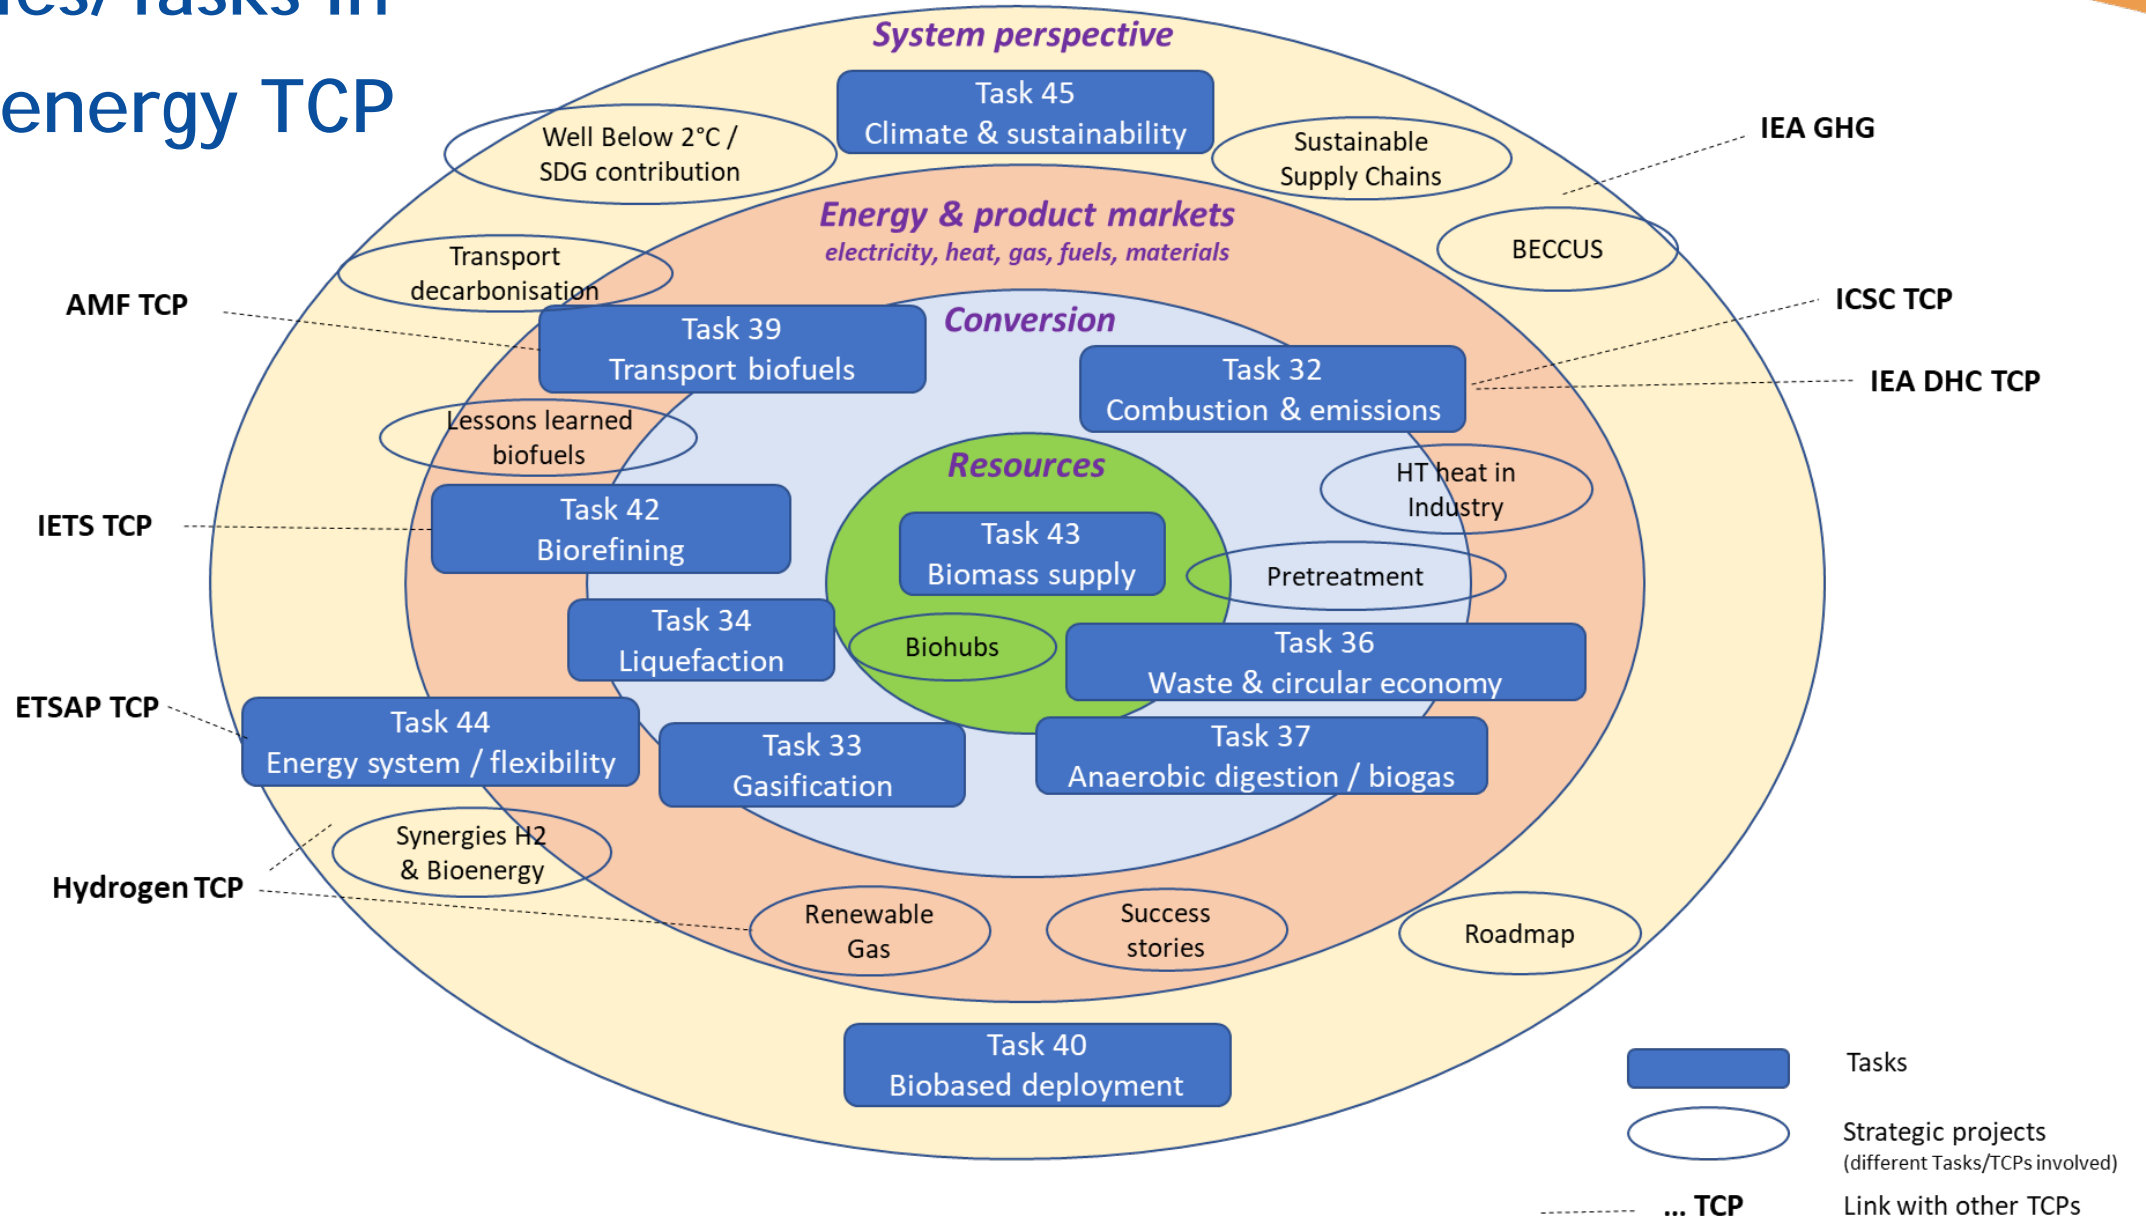 energy TCP
System perspective
Task 45
Climate & sustainability
Well Below 2°C /
SDG contribution
Sustainable
Supply Chains
IEA GHG
Energy & product markets
electricity, heat, gas, fuels, materials
BECCUS
Transport
decarbonisation
AMF TCP
ICSC TCP
Task 39
Transport biofuels
Conversion
Task 32
Combustion & emissions
IEA DHC TCP
Lessons learned
biofuels
Resources
HT heat in
Industry
IETS TCP
Task 42
Biorefining
Task 43
Biomass supply
Pretreatment
Task 34
Liquefaction
Biohubs
Task 36
Waste & circular economy
ETSAP TCP
Task 44
Energy system / flexibility
Task 33
Gasification
Task 37
Anaerobic digestion / biogas
Synergies H2
& Bioenergy
Hydrogen TCP
Renewable
Gas
Success
stories
Roadmap
Task 40
Biobased deployment
Tasks
Strategic projects
(different Tasks/TCPs involved)
... TCP
Link with other TCPs